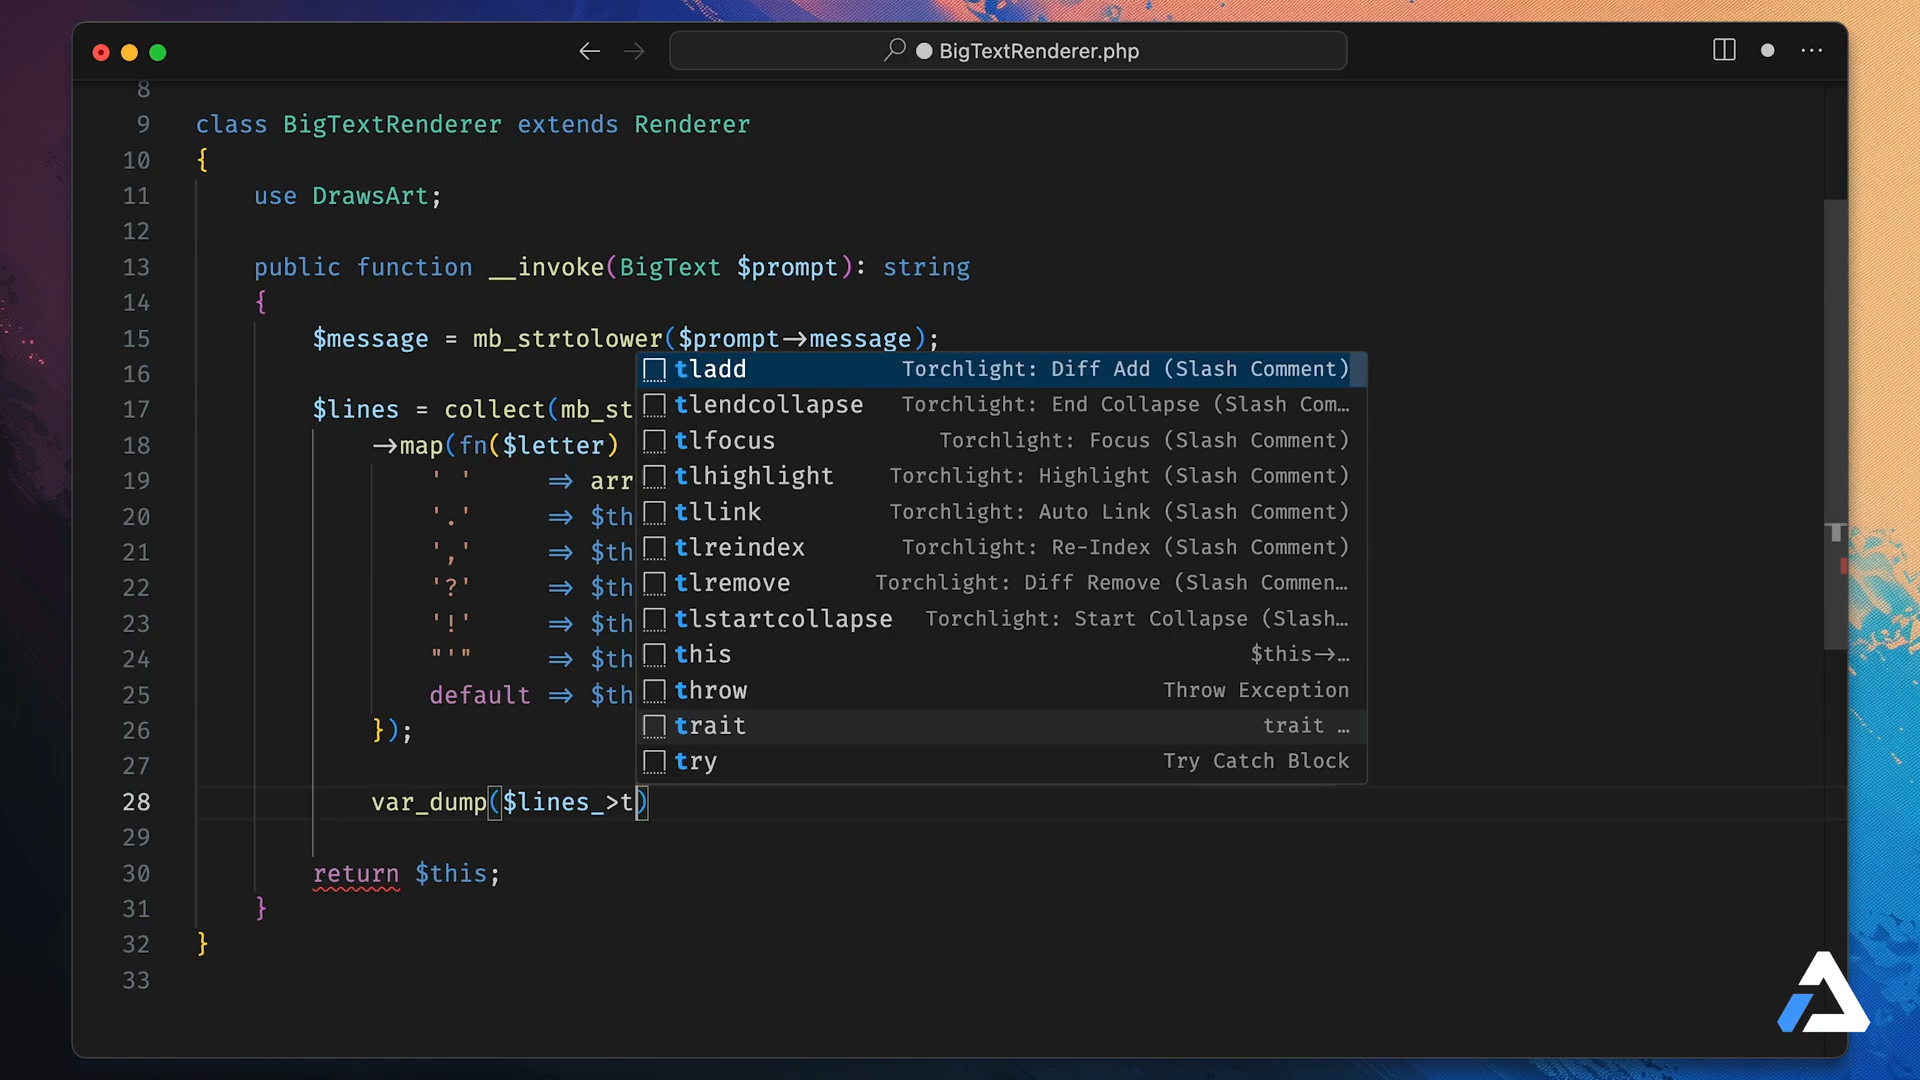 BigTextRenderer.php
8
9 class BigTextRenderer extends Renderer
10 {
11 use DrawsArt;
12
13 public function __invoke(BigText $prompt): string
14 {
15 $message = mb_strtolower($prompt->message);
16
17 $lines = collect(mb_st
18 ->map(fn($letter)
19 ' ' => arr
20 '.' => $th
21 ',' => $th
22 '?' => $th
23 '!' => $th
24 "'" => $th
25 default => $th
26 });
27
28 var_dump($lines_>t)
29
30 return $this;
31 }
32 }
33
tladd Torchlight: Diff Add (Slash Comment)
tlendcollapse Torchlight: End Collapse (Slash Com…
tlfocus Torchlight: Focus (Slash Comment)
tlhighlight Torchlight: Highlight (Slash Comment)
tllink Torchlight: Auto Link (Slash Comment)
tlreindex Torchlight: Re-Index (Slash Comment)
tlremove Torchlight: Diff Remove (Slash Commen…
tlstartcollapse Torchlight: Start Collapse (Slash…
this $this->…
throw Throw Exception
trait trait …
try Try Catch Block